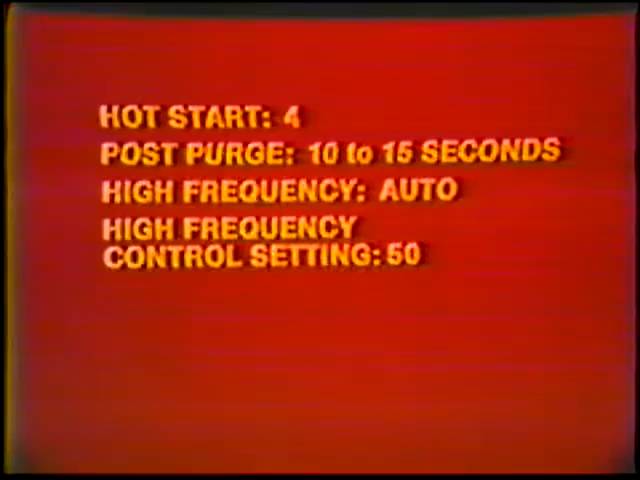 HOT START: 4
POST PURGE: 10 to 15 SECONDS
HIGH FREQUENCY: AUTO
HIGH FREQUENCY
CONTROL SETTING: 50